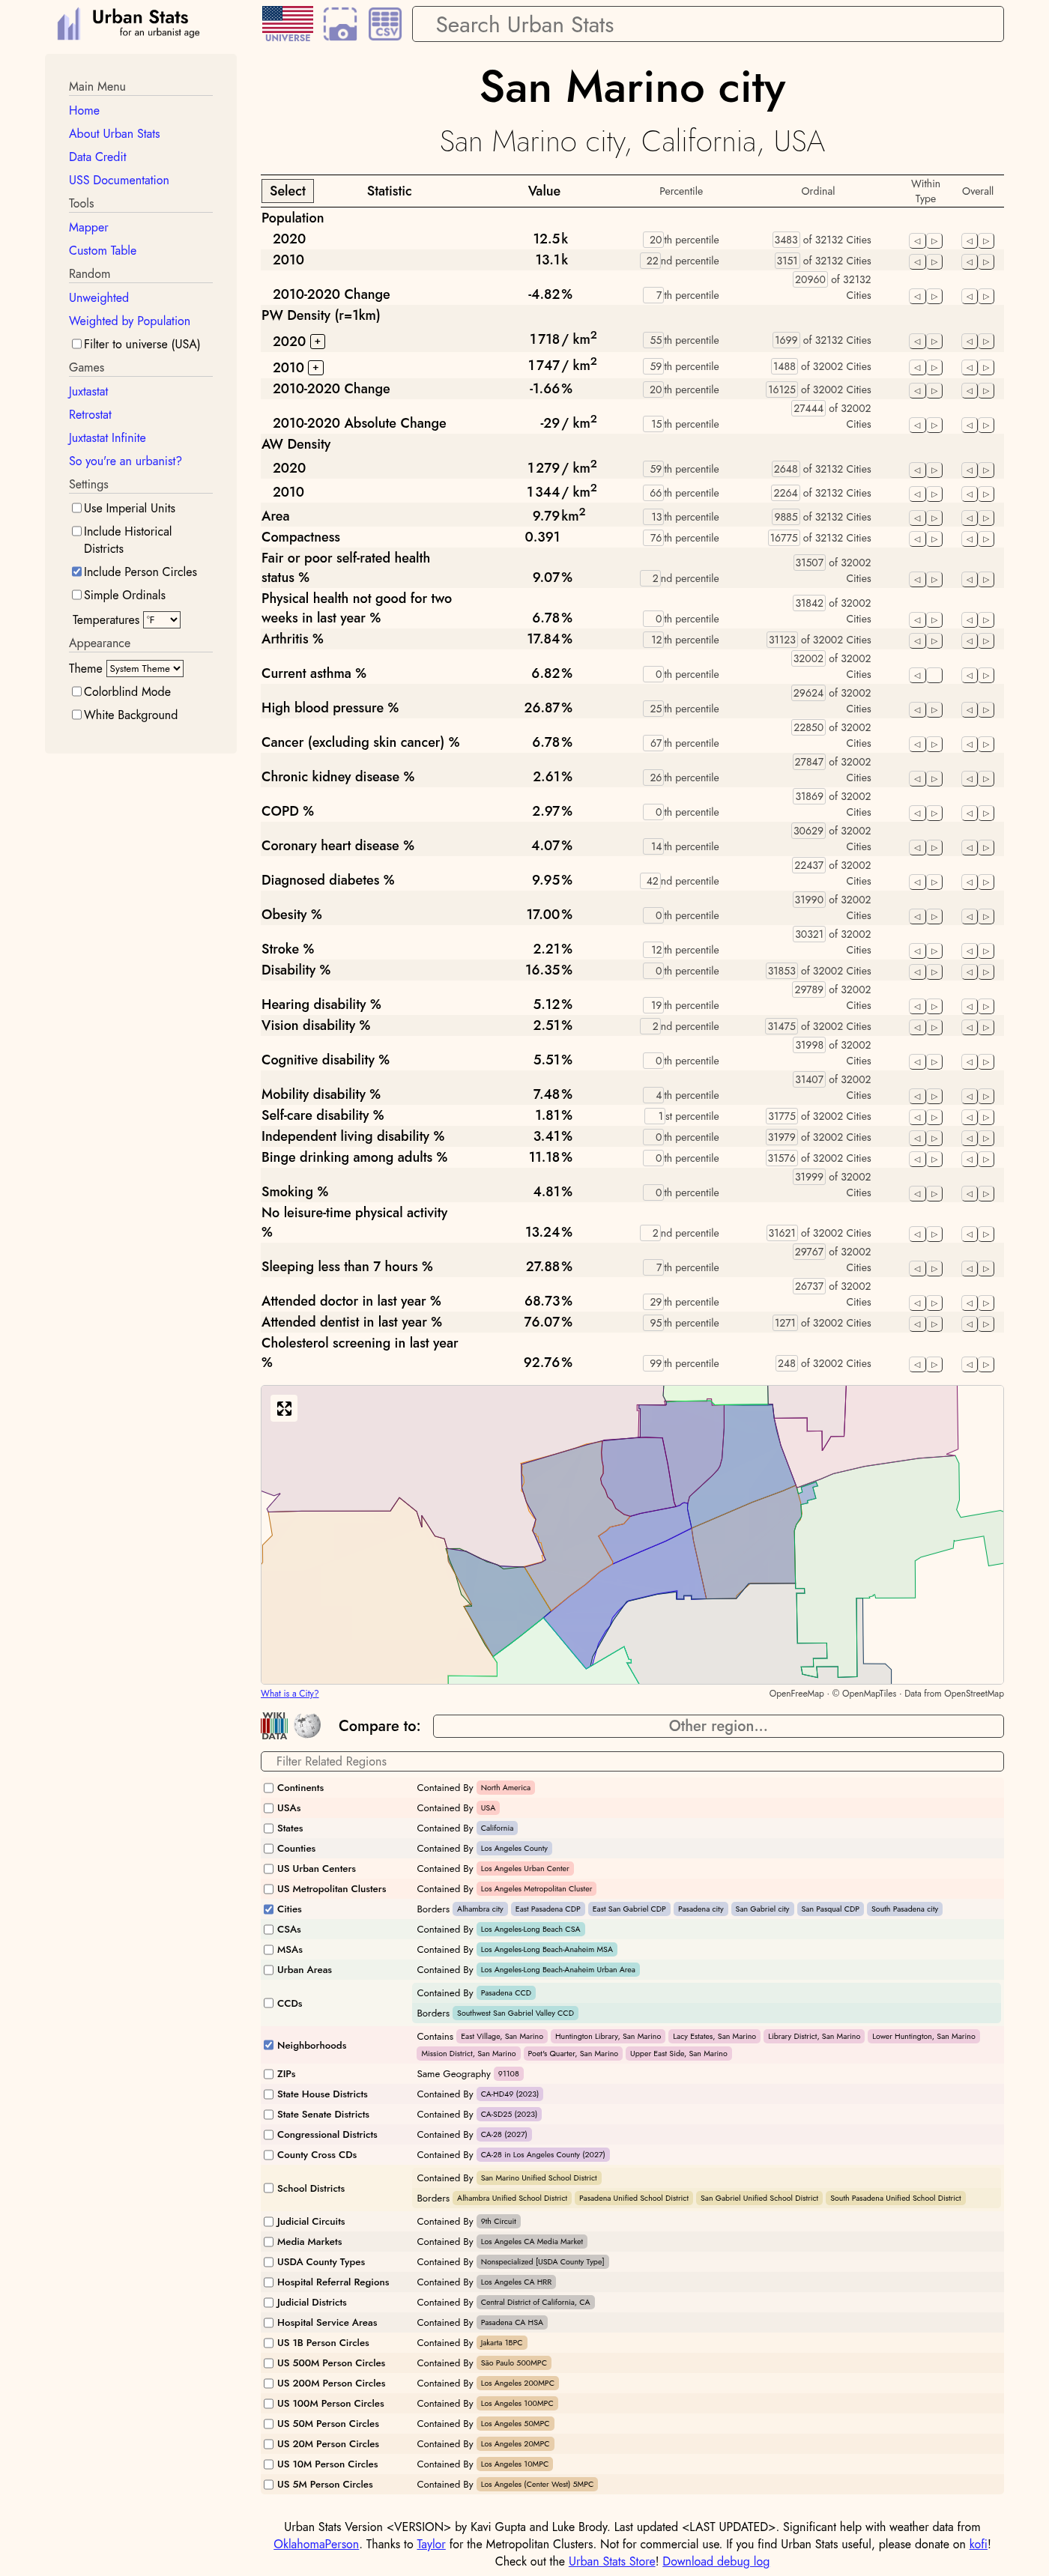 Urban Stats
for an urbanist age
UNIVERSE
CSV
Search Urban Stats
Main Menu
Home
About Urban Stats
Data Credit
USS Documentation
Tools
Mapper
Custom Table
Random
Unweighted
Weighted by Population
Filter to universe (USA)
Games
Juxtastat
Retrostat
Juxtastat Infinite
So you're an urbanist?
Settings
Use Imperial Units
Include Historical
Districts
Include Person Circles
Simple Ordinals
Temperatures °F
Appearance
Theme System Theme
Colorblind Mode
White Background
San Marino city
San Marino city, California, USA
Select Statistic Value Percentile Ordinal Within Type Overall
Population
2020 12.5k 20th percentile 3483 of 32132 Cities
2010 13.1k 22nd percentile 3151 of 32132 Cities
2010-2020 Change -4.82% 7th percentile 20960 of 32132 Cities
PW Density (r=1km)
2020 + 1 718 / km² 55th percentile 1699 of 32132 Cities
2010 + 1 747 / km² 59th percentile 1488 of 32002 Cities
2010-2020 Change -1.66% 20th percentile 16125 of 32002 Cities
2010-2020 Absolute Change -29 / km² 15th percentile 27444 of 32002 Cities
AW Density
2020 1 279 / km² 59th percentile 2648 of 32132 Cities
2010 1 344 / km² 66th percentile 2264 of 32132 Cities
Area 9.79 km² 13th percentile 9885 of 32132 Cities
Compactness 0.391 76th percentile 16775 of 32132 Cities
Fair or poor self-rated health status % 9.07% 2nd percentile 31507 of 32002 Cities
Physical health not good for two weeks in last year % 6.78% 0th percentile 31842 of 32002 Cities
Arthritis % 17.84% 12th percentile 31123 of 32002 Cities
Current asthma % 6.82% 0th percentile 32002 of 32002 Cities
High blood pressure % 26.87% 25th percentile 29624 of 32002 Cities
Cancer (excluding skin cancer) % 6.78% 67th percentile 22850 of 32002 Cities
Chronic kidney disease % 2.61% 26th percentile 27847 of 32002 Cities
COPD % 2.97% 0th percentile 31869 of 32002 Cities
Coronary heart disease % 4.07% 14th percentile 30629 of 32002 Cities
Diagnosed diabetes % 9.95% 42nd percentile 22437 of 32002 Cities
Obesity % 17.00% 0th percentile 31990 of 32002 Cities
Stroke % 2.21% 12th percentile 30321 of 32002 Cities
Disability % 16.35% 0th percentile 31853 of 32002 Cities
Hearing disability % 5.12% 19th percentile 29789 of 32002 Cities
Vision disability % 2.51% 2nd percentile 31475 of 32002 Cities
Cognitive disability % 5.51% 0th percentile 31998 of 32002 Cities
Mobility disability % 7.48% 4th percentile 31407 of 32002 Cities
Self-care disability % 1.81% 1st percentile 31775 of 32002 Cities
Independent living disability % 3.41% 0th percentile 31979 of 32002 Cities
Binge drinking among adults % 11.18% 0th percentile 31576 of 32002 Cities
Smoking % 4.81% 0th percentile 31999 of 32002 Cities
No leisure-time physical activity % 13.24% 2nd percentile 31621 of 32002 Cities
Sleeping less than 7 hours % 27.88% 7th percentile 29767 of 32002 Cities
Attended doctor in last year % 68.73% 29th percentile 26737 of 32002 Cities
Attended dentist in last year % 76.07% 95th percentile 1271 of 32002 Cities
Cholesterol screening in last year % 92.76% 99th percentile 248 of 32002 Cities
What is a City? OpenFreeMap · © OpenMapTiles · Data from OpenStreetMap
WIKI DATA Compare to: Other region...
Filter Related Regions
Continents Contained By North America
USAs Contained By USA
States Contained By California
Counties Contained By Los Angeles County
US Urban Centers Contained By Los Angeles Urban Center
US Metropolitan Clusters Contained By Los Angeles Metropolitan Cluster
Cities Borders Alhambra city East Pasadena CDP East San Gabriel CDP Pasadena city San Gabriel city San Pasqual CDP South Pasadena city
CSAs Contained By Los Angeles-Long Beach CSA
MSAs Contained By Los Angeles-Long Beach-Anaheim MSA
Urban Areas Contained By Los Angeles-Long Beach-Anaheim Urban Area
CCDs Contained By Pasadena CCD
Borders Southwest San Gabriel Valley CCD
Neighborhoods Contains East Village, San Marino Huntington Library, San Marino Lacy Estates, San Marino Library District, San Marino Lower Huntington, San Marino
Mission District, San Marino Poet's Quarter, San Marino Upper East Side, San Marino
ZIPs Same Geography 91108
State House Districts Contained By CA-HD49 (2023)
State Senate Districts Contained By CA-SD25 (2023)
Congressional Districts Contained By CA-28 (2027)
County Cross CDs Contained By CA-28 in Los Angeles County (2027)
School Districts Contained By San Marino Unified School District
Borders Alhambra Unified School District Pasadena Unified School District San Gabriel Unified School District South Pasadena Unified School District
Judicial Circuits Contained By 9th Circuit
Media Markets Contained By Los Angeles CA Media Market
USDA County Types Contained By Nonspecialized [USDA County Type]
Hospital Referral Regions Contained By Los Angeles CA HRR
Judicial Districts Contained By Central District of California, CA
Hospital Service Areas Contained By Pasadena CA HSA
US 1B Person Circles Contained By Jakarta 1BPC
US 500M Person Circles Contained By São Paulo 500MPC
US 200M Person Circles Contained By Los Angeles 200MPC
US 100M Person Circles Contained By Los Angeles 100MPC
US 50M Person Circles Contained By Los Angeles 50MPC
US 20M Person Circles Contained By Los Angeles 20MPC
US 10M Person Circles Contained By Los Angeles 10MPC
US 5M Person Circles Contained By Los Angeles (Center West) 5MPC
Urban Stats Version <VERSION> by Kavi Gupta and Luke Brody. Last updated <LAST UPDATED>. Significant help with weather data from
OklahomaPerson. Thanks to Taylor for the Metropolitan Clusters. Not for commercial use. If you find Urban Stats useful, please donate on kofi!
Check out the Urban Stats Store! Download debug log